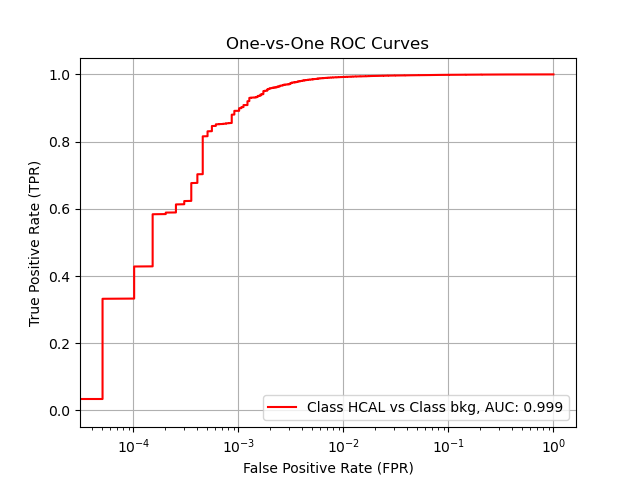 One-vs-One ROC Curves
True Positive Rate (TPR)
1.0
0.8
0.6
0.4
0.2
0.0
Class HCAL vs Class bkg, AUC: 0.999
10⁻⁴
10⁻³
10⁻²
10⁻¹
10⁰
False Positive Rate (FPR)